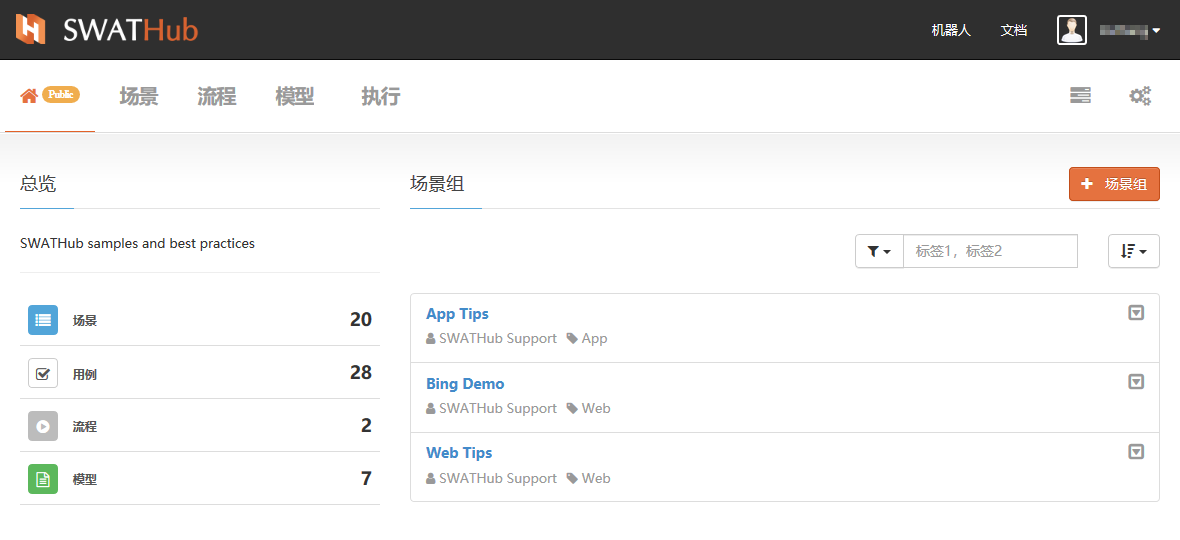 SWATHub
机器人 文档
Public 场景 流程 模型 执行
总览
SWATHub samples and best practices
场景 20
用例 28
流程 2
模型 7
场景组
场景组
标签1，标签2
App Tips
SWATHub Support App
Bing Demo
SWATHub Support Web
Web Tips
SWATHub Support Web